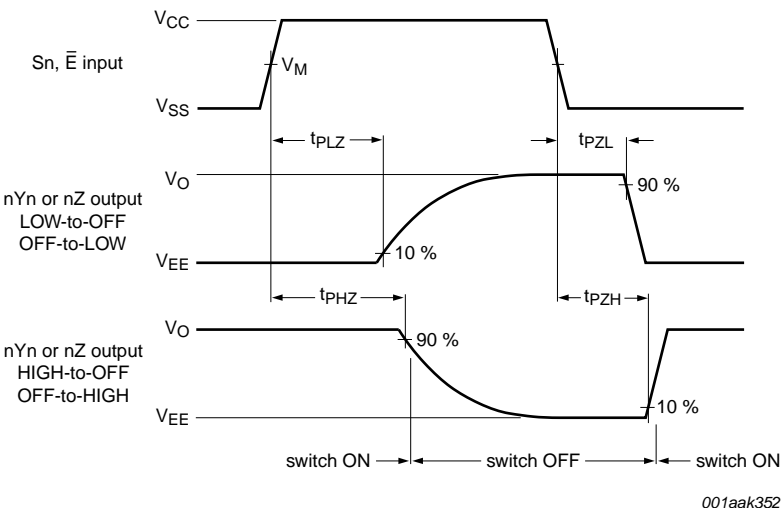 VCC
Sn, E̅ input
VM
VSS
tPLZ
tPZL
VO
nYn or nZ output
LOW-to-OFF
OFF-to-LOW
90 %
10 %
VEE
tPHZ
tPZH
VO
nYn or nZ output
HIGH-to-OFF
OFF-to-HIGH
90 %
10 %
VEE
switch ON
switch OFF
switch ON
001aak352